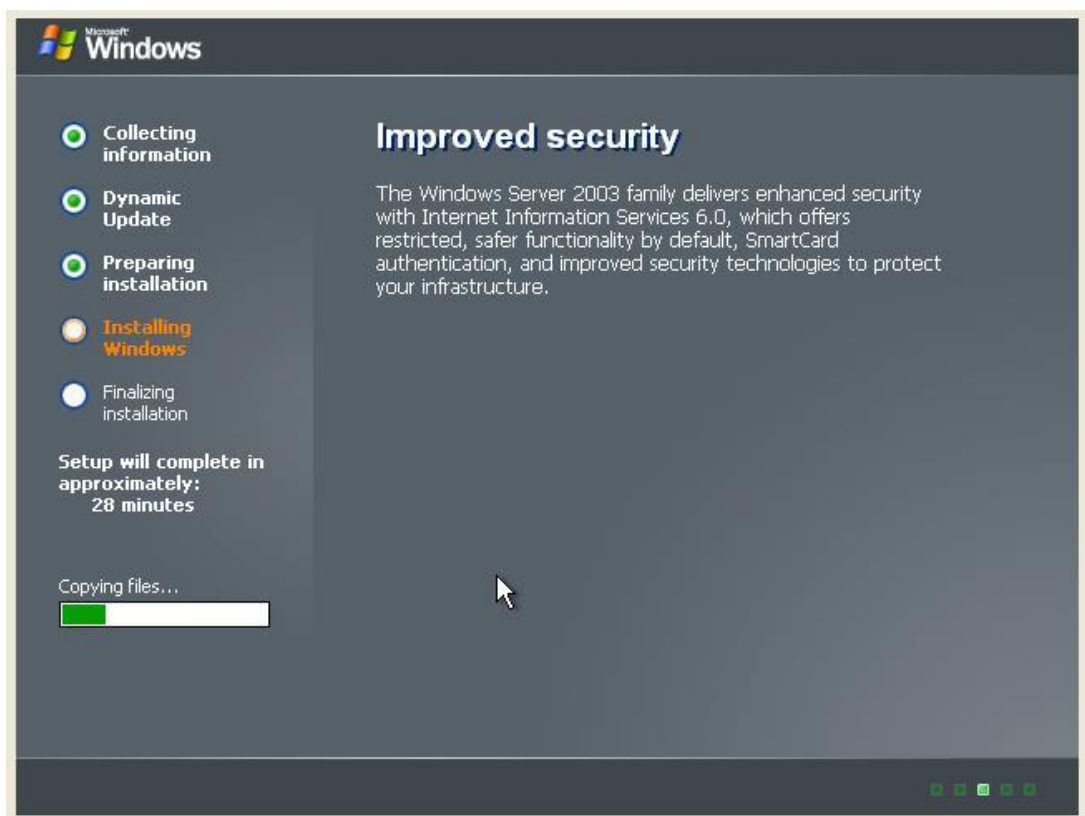 Microsoft
Windows
Collecting
information
Dynamic
Update
Preparing
installation
Installing
Windows
Finalizing
installation
Setup will complete in
approximately:
28 minutes
Copying files...
Improved security
The Windows Server 2003 family delivers enhanced security
with Internet Information Services 6.0, which offers
restricted, safer functionality by default, SmartCard
authentication, and improved security technologies to protect
your infrastructure.